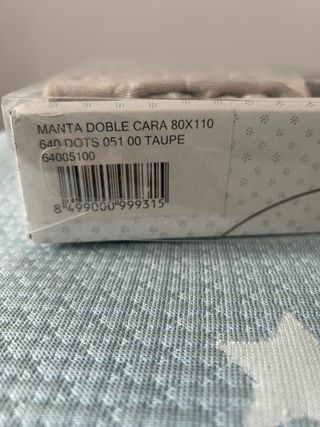 MANTA DOBLE CARA 80X110
640 DOTS 051 00 TAUPE
64005100
8 499000 999315